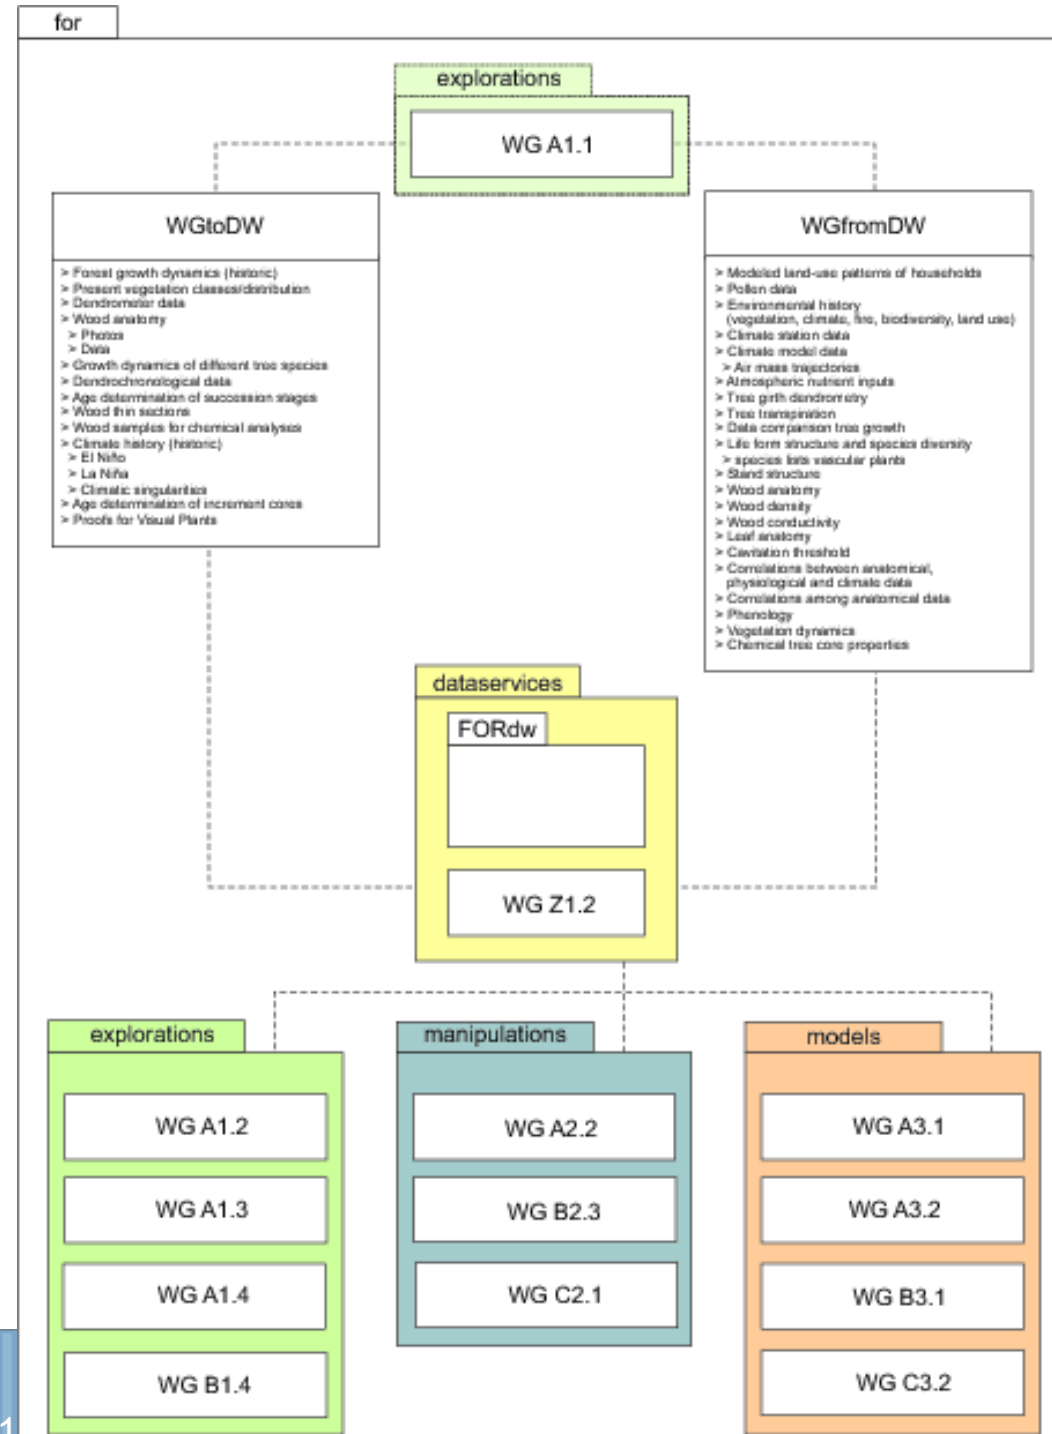 for
explorations
WG A1.1
WGtoDW
> Forest growth dynamics (historic)
> Present vegetation classes/distribution
> Dendrometer data
> Wood anatomy
> Photos
> Data
> Growth dynamics of different tree species
> Dendrochronological data
> Age determination of succession stages
> Wood thin sections
> Wood samples for chemical analyses
> Climate history (historic)
> El Niño
> La Niña
> Climatic singularities
> Age determination of increment cores
> Proofs for Visual Plants
WGfromDW
> Modeled land-use patterns of households
> Pollen data
> Environmental history
(vegetation, climate, fire, biodiversity, land use)
> Climate station data
> Climate model data
> Air mass trajectories
> Atmospheric nutrient inputs
> Tree girth dendrometry
> Tree transpiration
> Data comparison tree growth
> Life form structure and species diversity
> species lists vascular plants
> Stand structure
> Wood anatomy
> Wood density
> Wood conductivity
> Leaf anatomy
> Cavitation threshold
> Correlations between anatomical,
physiological and climate data
> Correlations among anatomical data
> Phenology
> Vegetation dynamics
> Chemical tree core properties
dataservices
FORdw
WG Z1.2
explorations
WG A1.2
WG A1.3
WG A1.4
WG B1.4
manipulations
WG A2.2
WG B2.3
WG C2.1
models
WG A3.1
WG A3.2
WG B3.1
WG C3.2
1